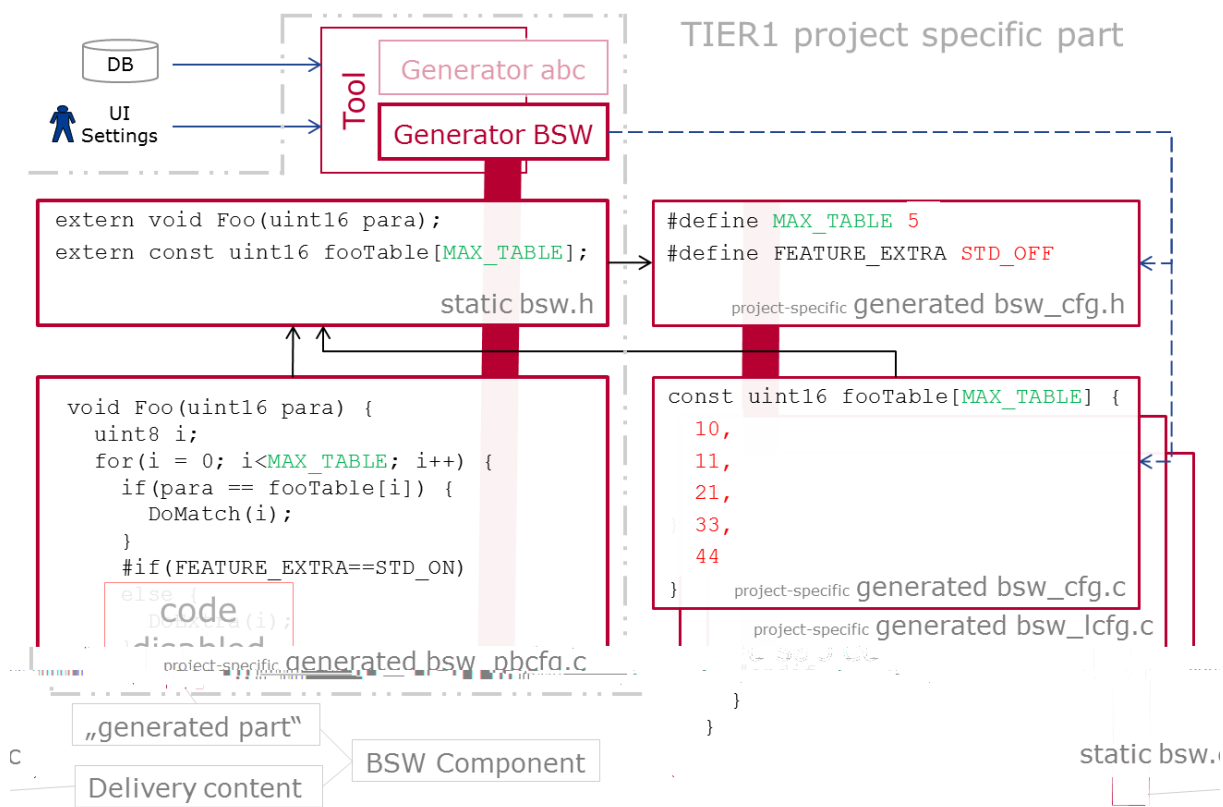 TIER1 project specific part
DB
UI
Settings
Tool
Generator abc
Generator BSW
extern void Foo(uint16 para);
extern const uint16 fooTable[MAX_TABLE];
static bsw.h
#define MAX_TABLE 5
#define FEATURE_EXTRA STD_OFF
project-specific generated bsw_cfg.h
void Foo(uint16 para) {
uint8 i;
for(i = 0; i<MAX_TABLE; i++) {
if(para == fooTable[i]) {
DoMatch(i);
}
#if(FEATURE_EXTRA==STD_ON)
else {
code
DoExtra(i);
disabled
project-specific generated bsw_pbcfg.c
const uint16 fooTable[MAX_TABLE] {
10,
11,
21,
33,
44
}
project-specific generated bsw_cfg.c
project-specific generated bsw_lcfg.c
}
}
static bsw.c
„generated part“
Delivery content
BSW Component
c